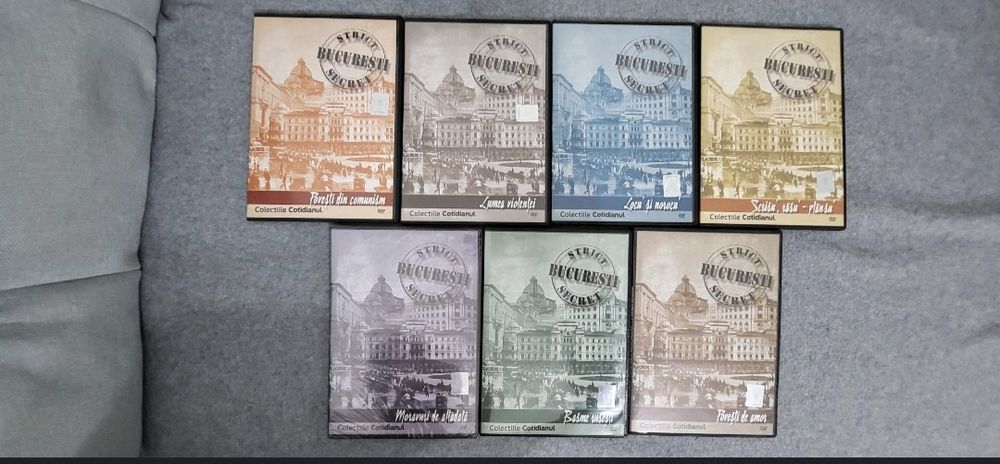 STRICT
BUCUREȘTI
SECRET
Povești din comunism
Colecțiile Cotidianul
STRICT
BUCUREȘTI
SECRET
Lumea violenței
Colecțiile Cotidianul
STRICT
BUCUREȘTI
SECRET
Locu și norocu
Colecțiile Cotidianul
STRICT
BUCUREȘTI
SECRET
Scrisu', râsu - plânsu
Colecțiile Cotidianul
STRICT
BUCUREȘTI
SECRET
Moravuri de altădată
Colecțiile Cotidianul
STRICT
BUCUREȘTI
SECRET
Basme
Colecțiile Cotidianul
STRICT
BUCUREȘTI
SECRET
Povești de amor
Colecțiile Cotidianul